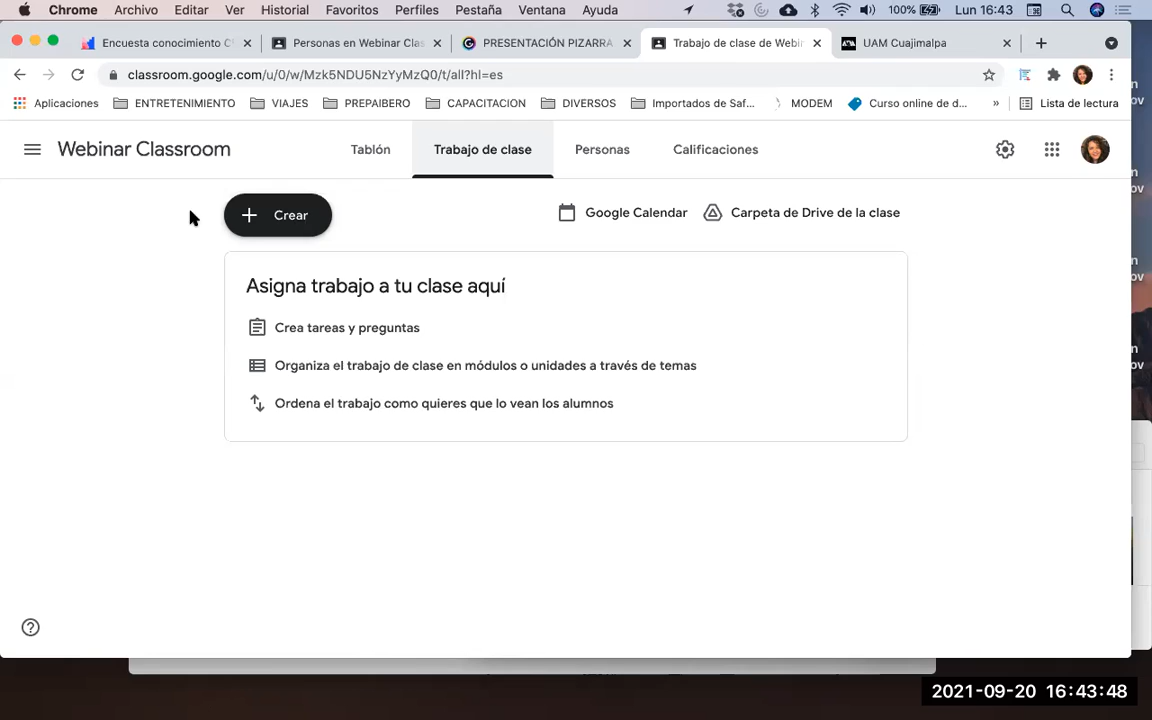 Chrome Archivo Editar Ver Historial Favoritos Perfiles Pestaña Ventana Ayuda 100% Lun 16:43
Encuesta conocimiento C Personas en Webinar Clas PRESENTACIÓN PIZARRA Trabajo de clase de Webin UAM Cuajimalpa
classroom.google.com/u/0/w/Mzk5NDU5NzYyMzQ0/t/all?hl=es
Aplicaciones ENTRETENIMIENTO VIAJES PREPAIBERO CAPACITACION DIVERSOS Importados de Saf... MODEM Curso online de d... » Lista de lectura
Webinar Classroom Tablón Trabajo de clase Personas Calificaciones
+ Crear Google Calendar Carpeta de Drive de la clase
Asigna trabajo a tu clase aquí
Crea tareas y preguntas
Organiza el trabajo de clase en módulos o unidades a través de temas
Ordena el trabajo como quieres que lo vean los alumnos
2021-09-20 16:43:48